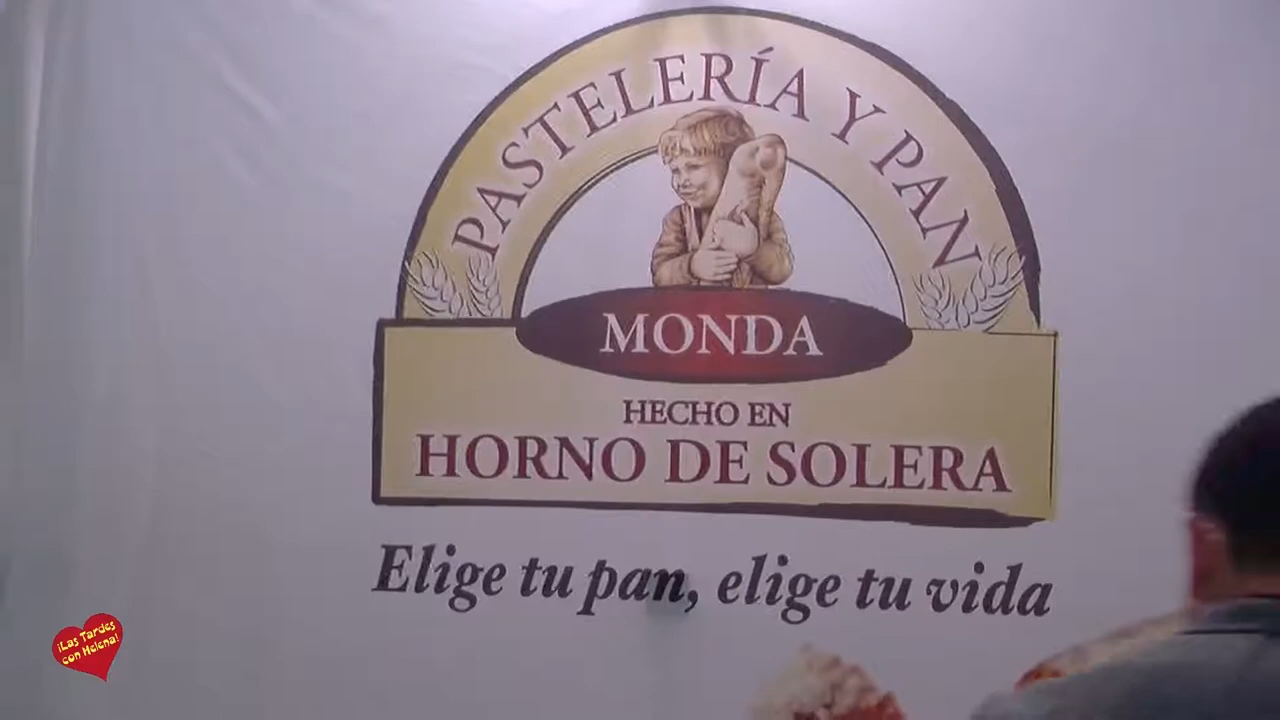 PASTELERÍA Y PAN
MONDA
HECHO EN
HORNO DE SOLERA
Elige tu pan, elige tu vida
¡Las Tardes
con Helena!